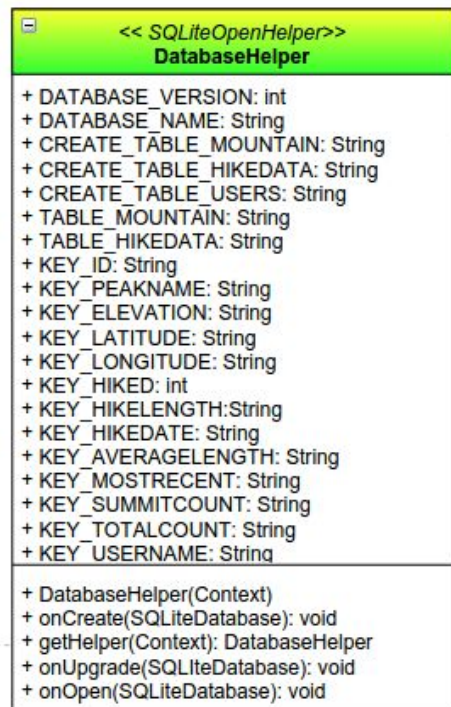 << SQLiteOpenHelper>>
DatabaseHelper
+ DATABASE_VERSION: int
+ DATABASE_NAME: String
+ CREATE_TABLE_MOUNTAIN: String
+ CREATE_TABLE_HIKEDATA: String
+ CREATE_TABLE_USERS: String
+ TABLE_MOUNTAIN: String
+ TABLE_HIKEDATA: String
+ KEY_ID: String
+ KEY_PEAKNAME: String
+ KEY_ELEVATION: String
+ KEY_LATITUDE: String
+ KEY_LONGITUDE: String
+ KEY_HIKED: int
+ KEY_HIKELENGTH:String
+ KEY_HIKEDATE: String
+ KEY_AVERAGELENGTH: String
+ KEY_MOSTRECENT: String
+ KEY_SUMMITCOUNT: String
+ KEY_TOTALCOUNT: String
+ KEY_USERNAME: String
+ DatabaseHelper(Context)
+ onCreate(SQLiteDatabase): void
+ getHelper(Context): DatabaseHelper
+ onUpgrade(SQLIteDatabase): void
+ onOpen(SQLiteDatabase): void